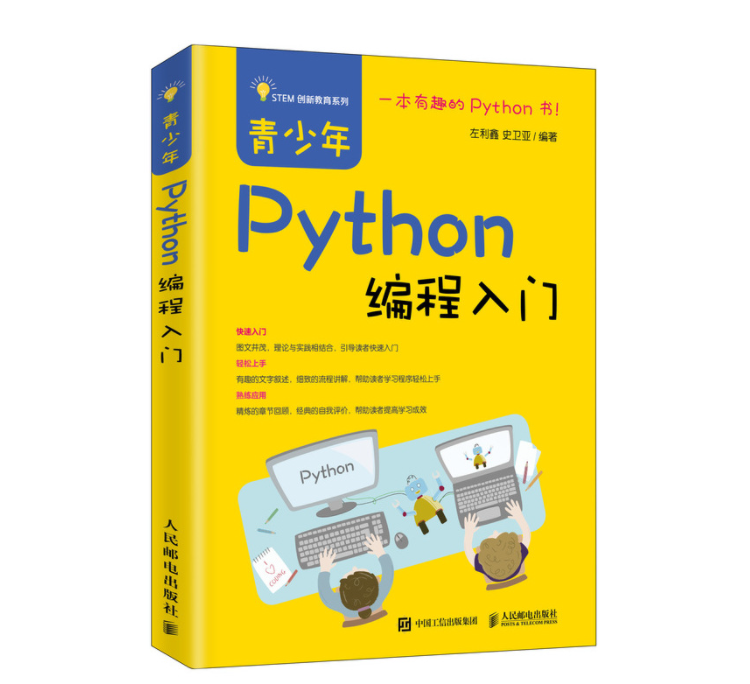 青少年
Python
编程入门
人民邮电出版社
STEM 创新教育系列
青少年
一本有趣的 Python 书!
左利鑫 史卫亚 / 编著
Python
编程入门
快速入门
图文并茂，理论与实践相结合，引导读者快速入门
轻松上手
有趣的文字叙述，细致的流程讲解，帮助读者学习程序轻松上手
熟练应用
精炼的章节回顾，经典的自我评价，帮助读者提高学习成效
Python
I
CODING
中国工信出版集团
人民邮电出版社
POSTS & TELECOM PRESS